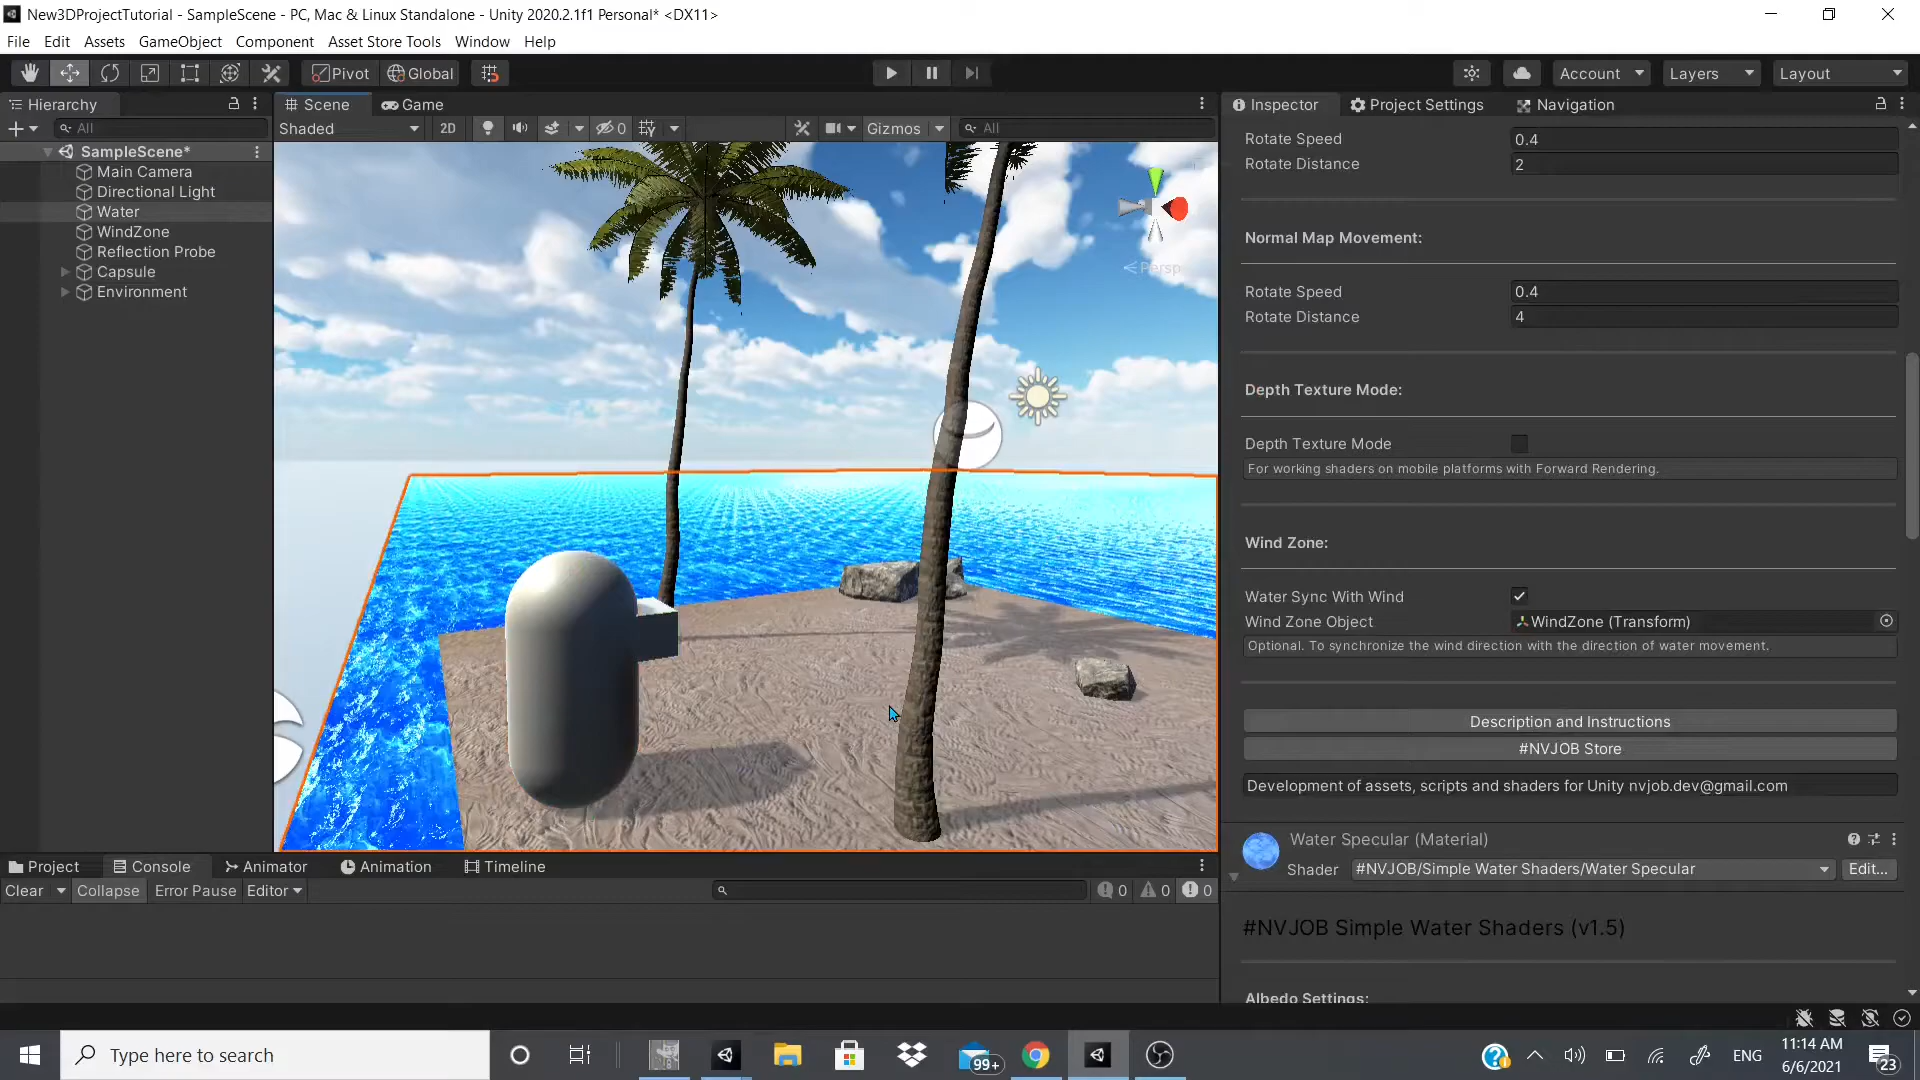 New3DProjectTutorial - SampleScene - PC, Mac & Linux Standalone - Unity 2020.2.1f1 Personal* <DX11>
File Edit Assets GameObject Component Asset Store Tools Window Help
Pivot Global Account Layers Layout
Hierarchy
All
SampleScene*
Main Camera
Directional Light
Water
WindZone
Reflection Probe
Capsule
Environment
Scene Game
Shaded 2D 0 Gizmos All
Persp
Inspector Project Settings Navigation
Rotate Speed 0.4
Rotate Distance 2
Normal Map Movement:
Rotate Speed 0.4
Rotate Distance 4
Depth Texture Mode:
Depth Texture Mode
For working shaders on mobile platforms with Forward Rendering.
Wind Zone:
Water Sync With Wind
Wind Zone Object WindZone (Transform)
Optional. To synchronize the wind direction with the direction of water movement.
Description and Instructions
#NVJOB Store
Development of assets, scripts and shaders for Unity nvjob.dev@gmail.com
Water Specular (Material)
Shader #NVJOB/Simple Water Shaders/Water Specular Edit...
#NVJOB Simple Water Shaders (v1.5)
Albedo Settings:
Project Console Animator Animation Timeline
Clear Collapse Error Pause Editor 0 0 0
Type here to search
99+
ENG
11:14 AM
6/6/2021
23